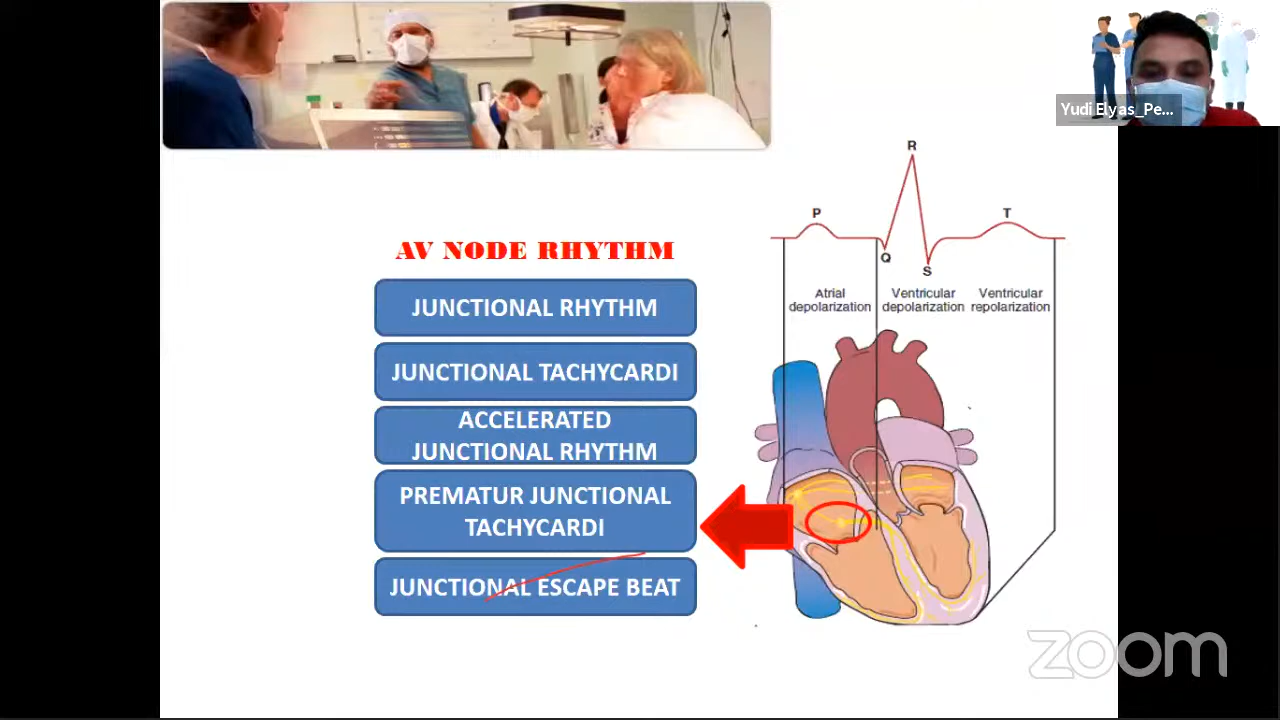 Yudi Elyas_Pe...
AV NODE RHYTHM
JUNCTIONAL RHYTHM
JUNCTIONAL TACHYCARDI
ACCELERATED
JUNCTIONAL RHYTHM
PREMATUR JUNCTIONAL
TACHYCARDI
JUNCTIONAL ESCAPE BEAT
R
P
T
Q
S
Atrial
depolarization
Ventricular
depolarization
Ventricular
repolarization
zoom